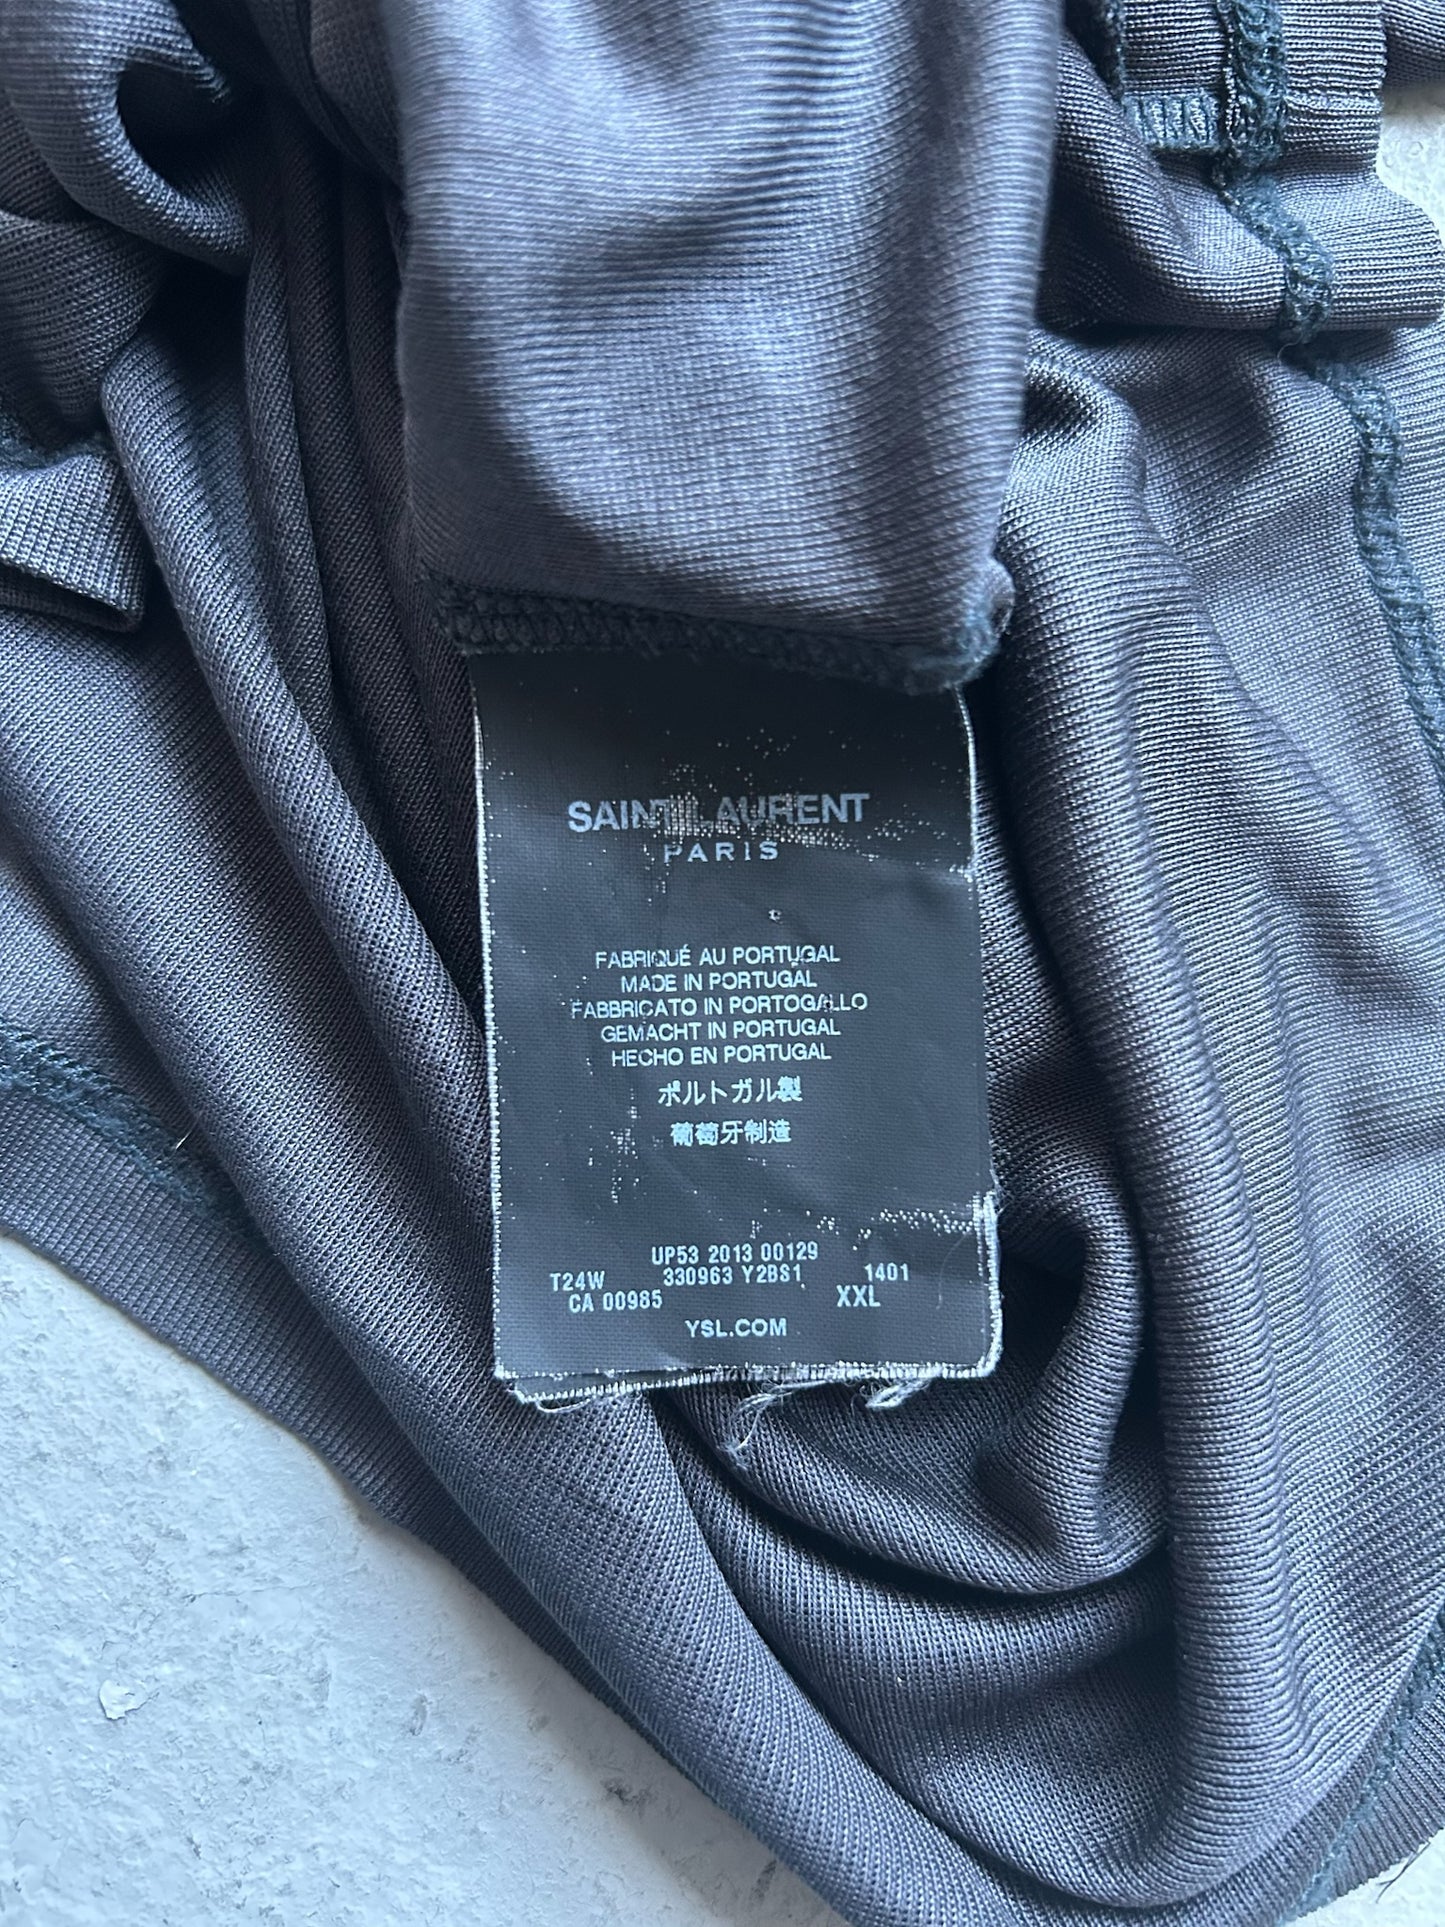 SAINT LAURENT
PARIS
FABRIQUÉ AU PORTUGAL
MADE IN PORTUGAL
FABBRICATO IN PORTOGALLO
GEMACHT IN PORTUGAL
HECHO EN PORTUGAL
ポルトガル製
葡萄牙制造
UP53 2013 00129
T24W 330963 Y2BS1 1401
CA 00985 XXL
YSL.COM